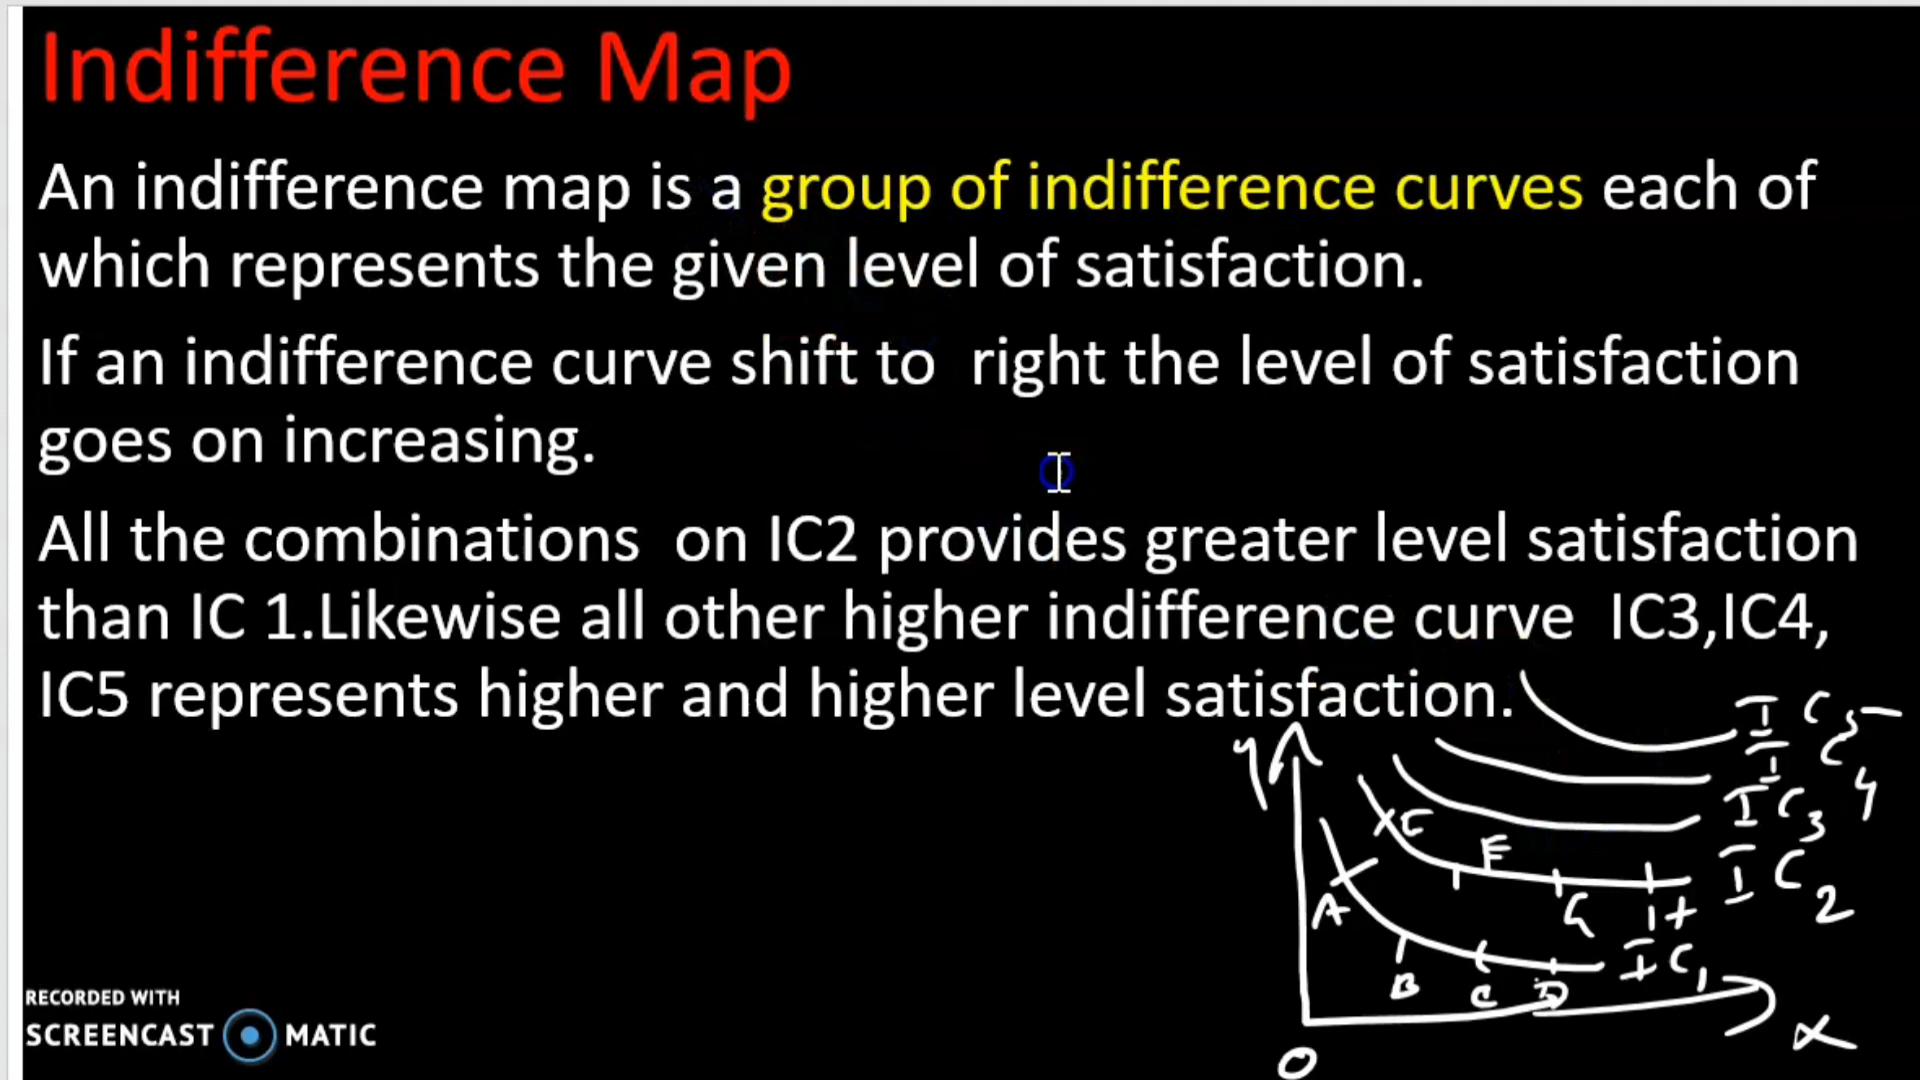 Indifference Map
An indifference map is a group of indifference curves each of
which represents the given level of satisfaction.
If an indifference curve shift to right the level of satisfaction
goes on increasing.
All the combinations on IC2 provides greater level satisfaction
than IC 1.Likewise all other higher indifference curve IC3,IC4,
IC5 represents higher and higher level satisfaction.
IC5
Y
IC4
IC3
E
F
IC2
A
G
H
IC1
B
C
D
X
O
RECORDED WITH
SCREENCAST MATIC